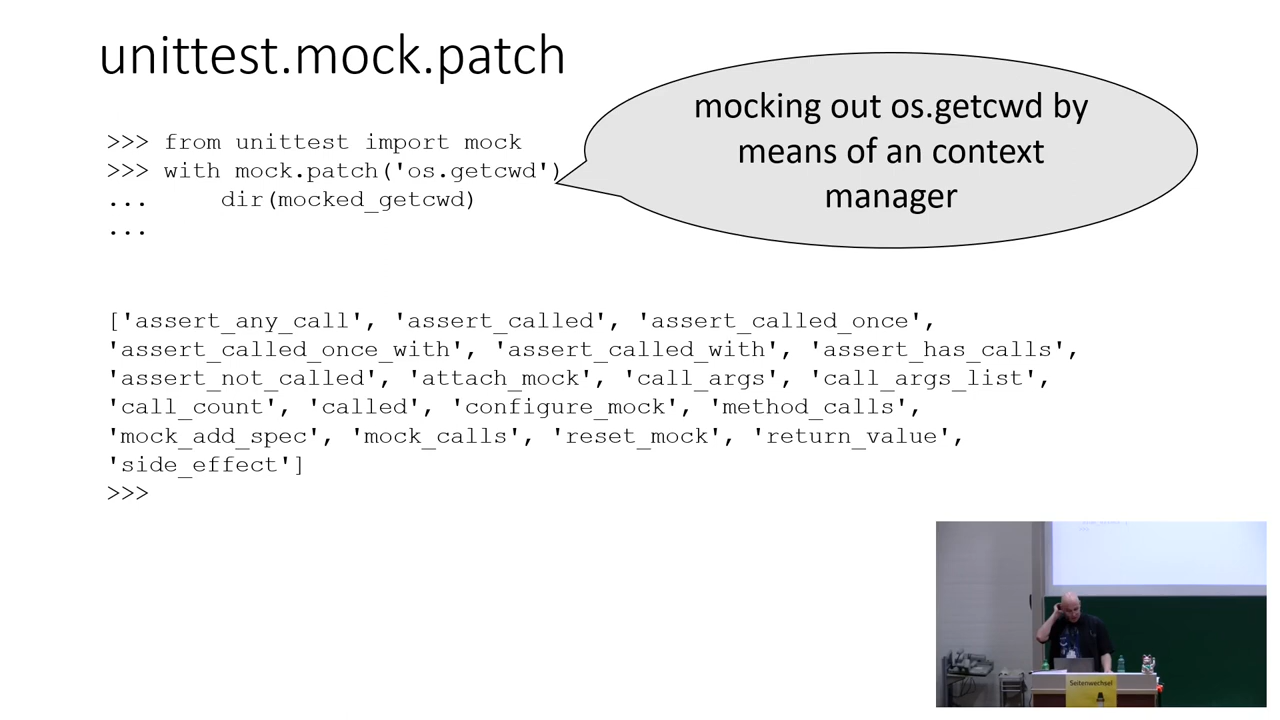 unittest.mock.patch
mocking out os.getcwd by
means of an context
manager
>>> from unittest import mock
>>> with mock.patch('os.getcwd')
...     dir(mocked_getcwd)
...
['assert_any_call', 'assert_called', 'assert_called_once',
'assert_called_once_with', 'assert_called_with', 'assert_has_calls',
'assert_not_called', 'attach_mock', 'call_args', 'call_args_list',
'call_count', 'called', 'configure_mock', 'method_calls',
'mock_add_spec', 'mock_calls', 'reset_mock', 'return_value',
'side_effect']
>>>
Seitenwechsel